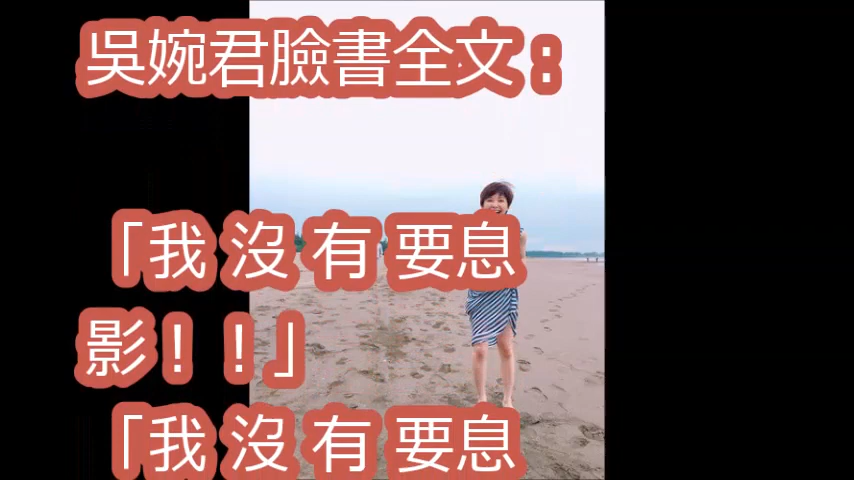 吳婉君臉書全文：
「我 沒 有 要息
影！！」
「我 沒 有 要息